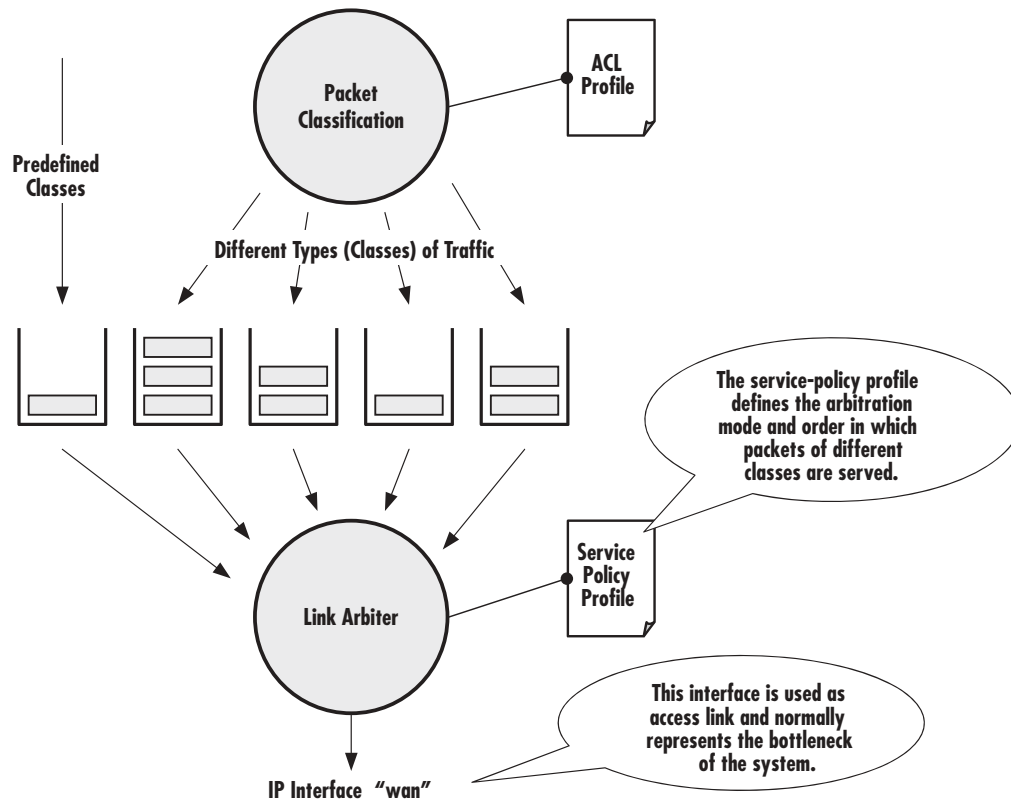 Packet
Classification
ACL
Profile
Predefined
Classes
Different Types (Classes) of Traffic
The service-policy profile
defines the arbitration
mode and order in which
packets of different
classes are served.
Service
Policy
Profile
Link Arbiter
This interface is used as
access link and normally
represents the bottleneck
of the system.
IP Interface "wan"